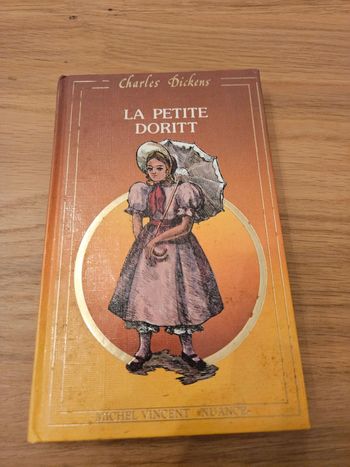 Charles Dickens
LA PETITE
DORITT
MICHEL VINCENT «NUANCE»